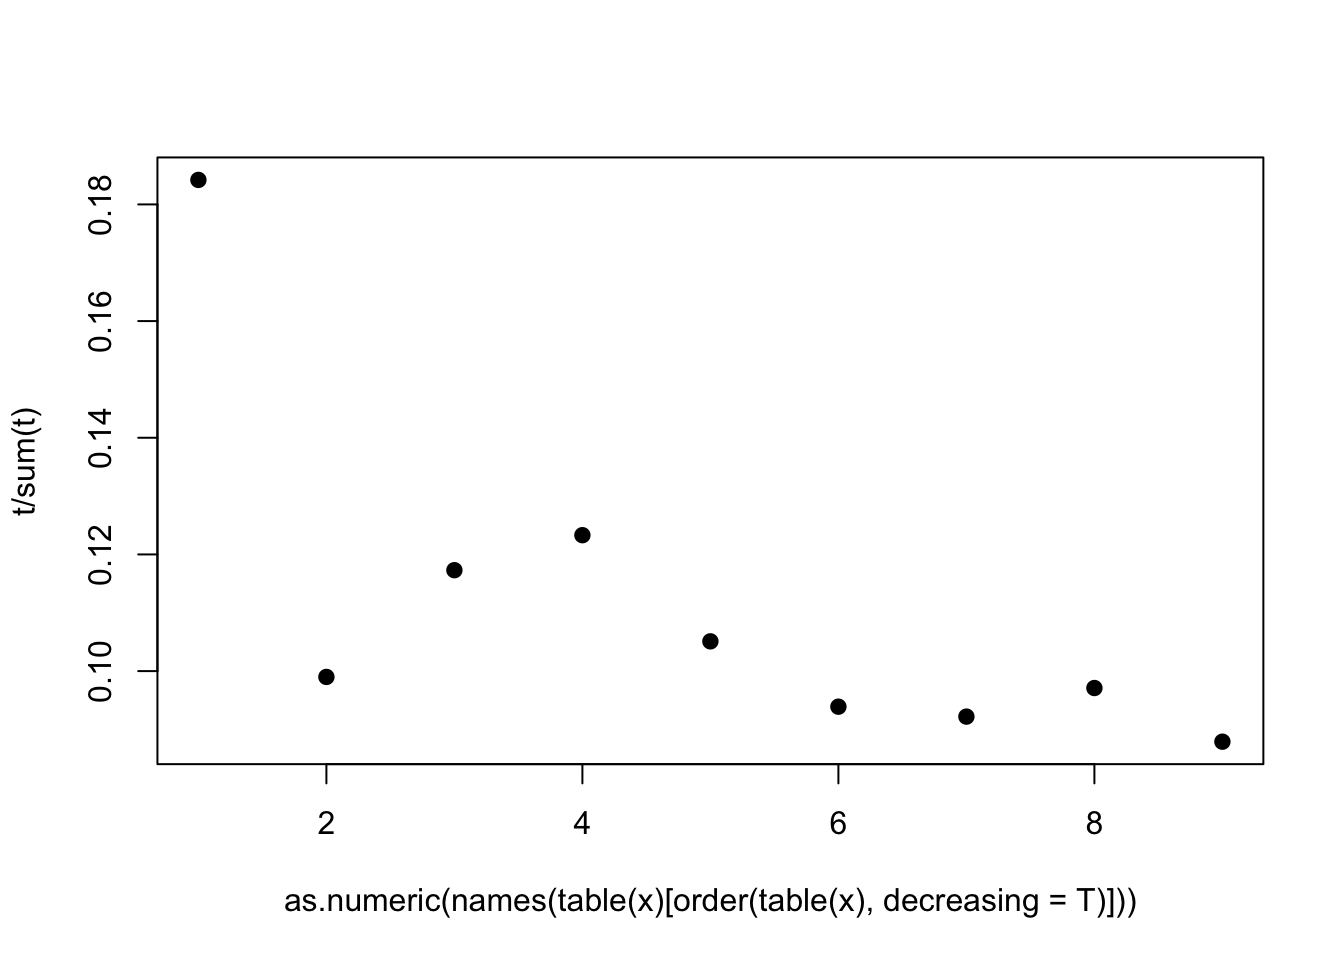 0.18
0.16
0.14
0.12
0.10
t/sum(t)
2 4 6 8
as.numeric(names(table(x)[order(table(x), decreasing = T)]))